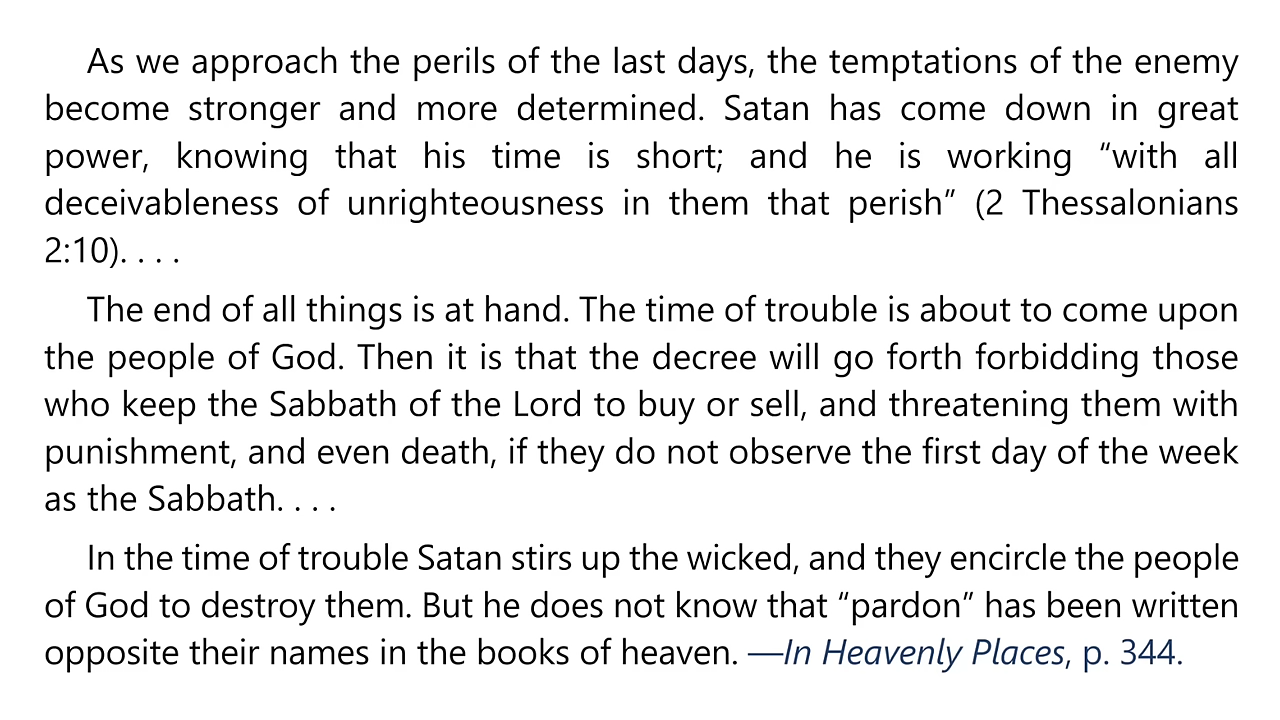 As we approach the perils of the last days, the temptations of the enemy
become stronger and more determined. Satan has come down in great
power, knowing that his time is short; and he is working “with all
deceivableness of unrighteousness in them that perish” (2 Thessalonians
2:10). . . .
The end of all things is at hand. The time of trouble is about to come upon
the people of God. Then it is that the decree will go forth forbidding those
who keep the Sabbath of the Lord to buy or sell, and threatening them with
punishment, and even death, if they do not observe the first day of the week
as the Sabbath. . . .
In the time of trouble Satan stirs up the wicked, and they encircle the people
of God to destroy them. But he does not know that “pardon” has been written
opposite their names in the books of heaven. —In Heavenly Places, p. 344.